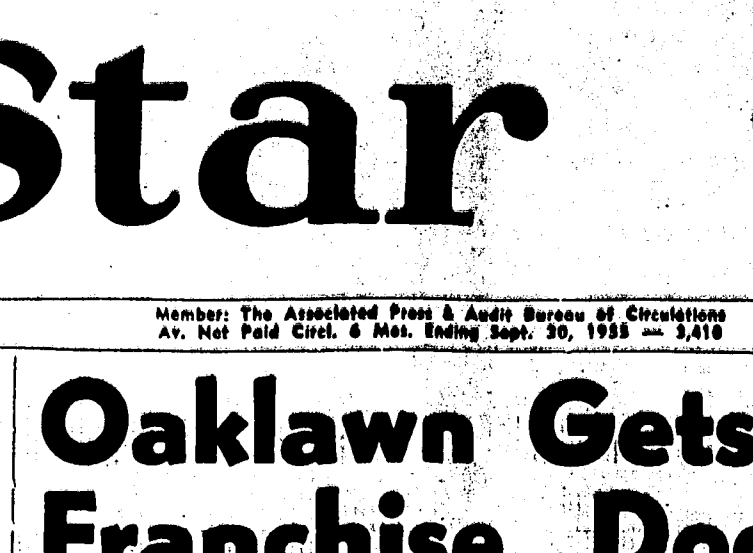 Star
Member: The Associated Press & Audit Bureau of Circulations
Av. Net Paid Circl. 6 Mos. Ending Sept. 30, 1955 — 3,410
Oaklawn Gets
Franchise Doe